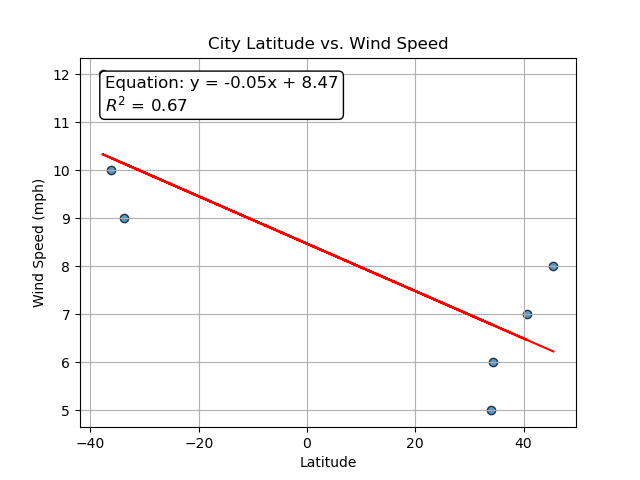 City Latitude vs. Wind Speed
12
Equation: y = -0.05x + 8.47
R² = 0.67
11
10
9
8
7
6
5
Wind Speed (mph)
−40 −20 0 20 40
Latitude